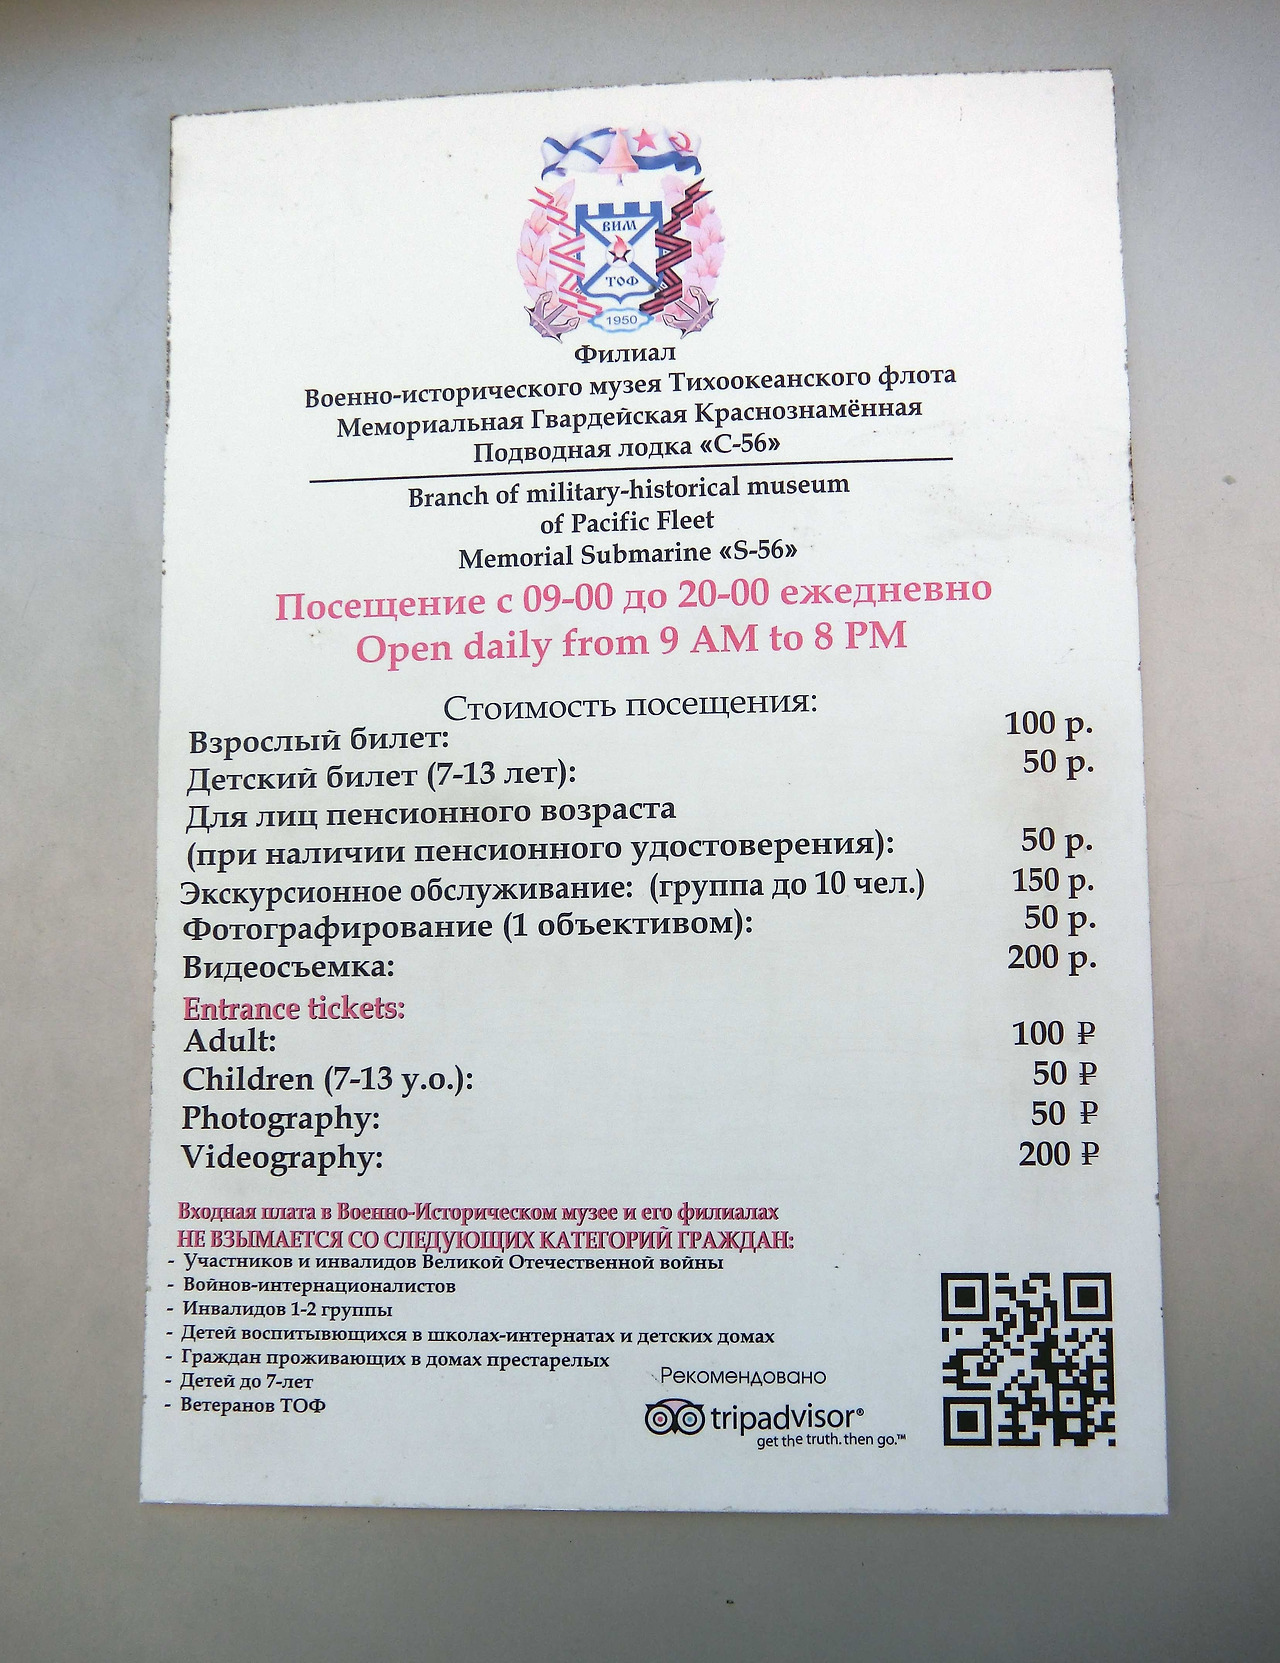 ВИМ
ТОФ
1950
Филиал
Военно-исторического музея Тихоокеанского флота
Мемориальная Гвардейская Краснознамённая
Подводная лодка «С-56»
Branch of military-historical museum
of Pacific Fleet
Memorial Submarine «S-56»
Посещение с 09-00 до 20-00 ежедневно
Open daily from 9 AM to 8 PM
Стоимость посещения:
Взрослый билет: 100 р.
Детский билет (7-13 лет): 50 р.
Для лиц пенсионного возраста
(при наличии пенсионного удостоверения): 50 р.
Экскурсионное обслуживание: (группа до 10 чел.) 150 р.
Фотографирование (1 объективом): 50 р.
Видеосъемка: 200 р.
Entrance tickets:
Adult: 100 ₽
Children (7-13 y.o.): 50 ₽
Photography: 50 ₽
Videography: 200 ₽
Входная плата в Военно-Историческом музее и его филиалах
НЕ ВЗЫМАЕТСЯ СО СЛЕДУЮЩИХ КАТЕГОРИЙ ГРАЖДАН:
- Участников и инвалидов Великой Отечественной войны
- Войнов-интернационалистов
- Инвалидов 1-2 группы
- Детей воспитывющихся в школах-интернатах и детских домах
- Граждан проживающих в домах престарелых
- Детей до 7-лет
- Ветеранов ТОФ
Рекомендовано
tripadvisor®
get the truth. then go.™